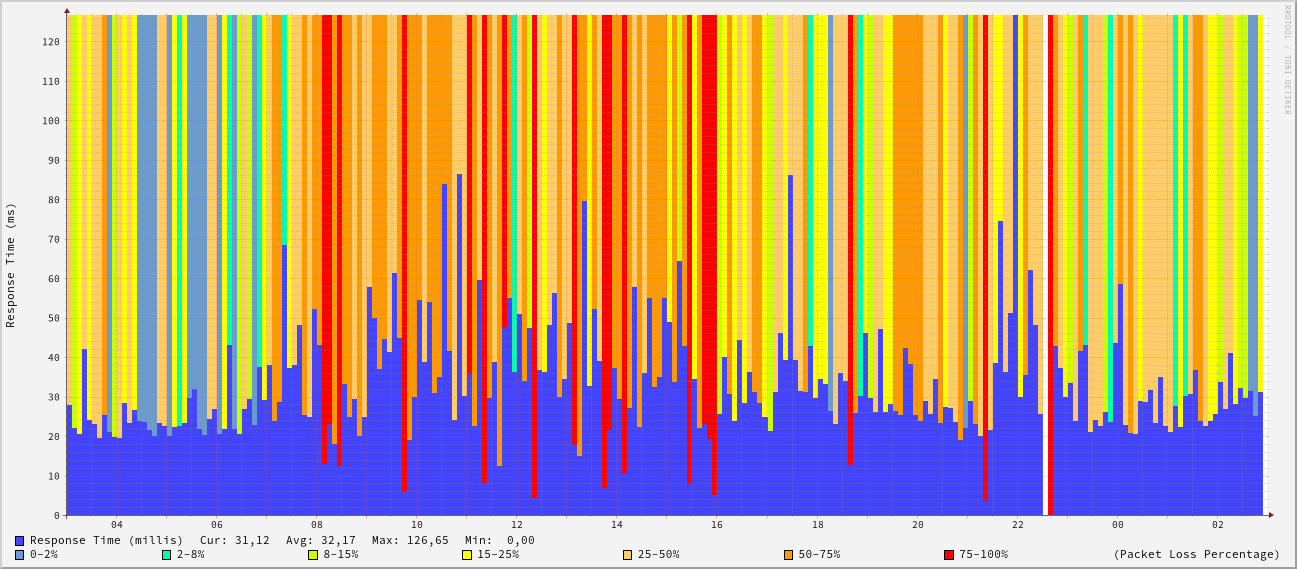 RRDTOOL / TOBI OETIKER
Response Time (ms)
120
110
100
90
80
70
60
50
40
30
20
10
0
04 06 08 10 12 14 16 18 20 22 00 02
Response Time (millis) Cur: 31,12 Avg: 32,17 Max: 126,65 Min: 0,00
0-2% 2-8% 8-15% 15-25% 25-50% 50-75% 75-100% (Packet Loss Percentage)